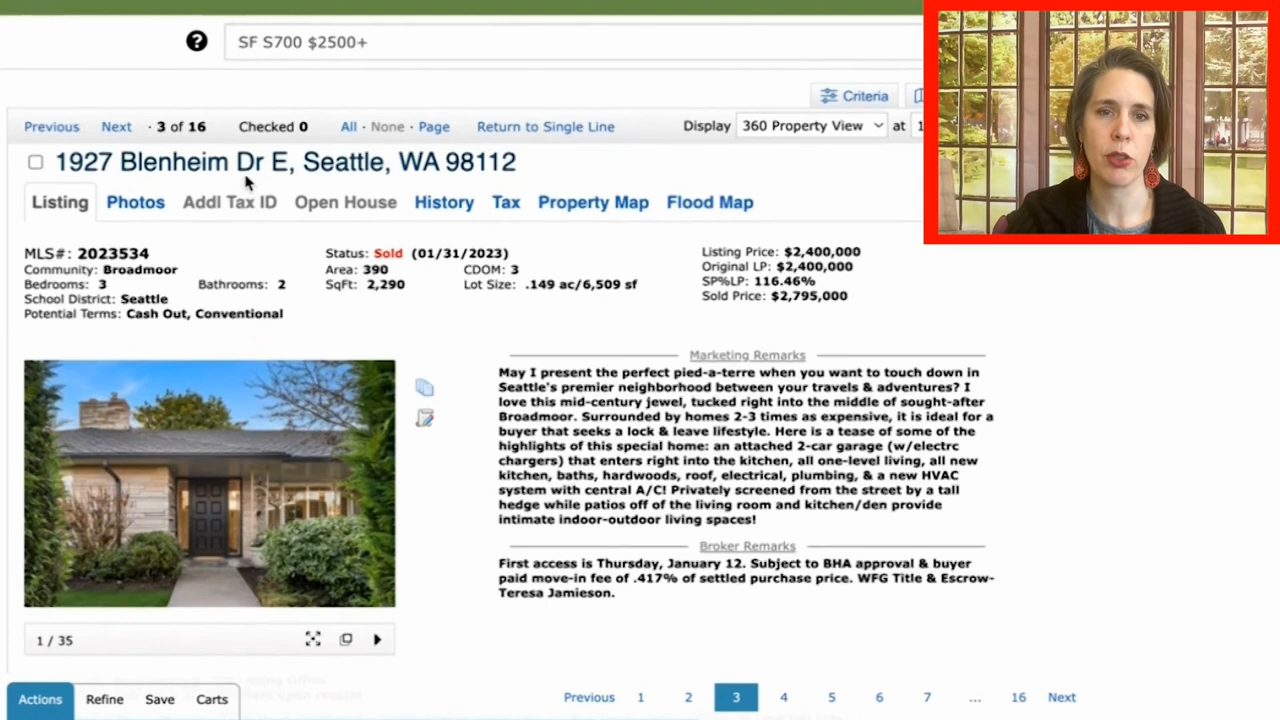 ?
SF S700 $2500+
Criteria
Previous Next · 3 of 16 Checked 0 All · None · Page Return to Single Line Display 360 Property View at 1
1927 Blenheim Dr E, Seattle, WA 98112
Listing Photos Addl Tax ID Open House History Tax Property Map Flood Map
MLS#: 2023534 Status: Sold (01/31/2023) Listing Price: $2,400,000
Community: Broadmoor Area: 390 CDOM: 3 Original LP: $2,400,000
Bedrooms: 3 Bathrooms: 2 SqFt: 2,290 Lot Size: .149 ac/6,509 sf SP%LP: 116.46%
School District: Seattle Sold Price: $2,795,000
Potential Terms: Cash Out, Conventional
Marketing Remarks
May I present the perfect pied-a-terre when you want to touch down in
Seattle's premier neighborhood between your travels & adventures? I
love this mid-century jewel, tucked right into the middle of sought-after
Broadmoor. Surrounded by homes 2-3 times as expensive, it is ideal for a
buyer that seeks a lock & leave lifestyle. Here is a tease of some of the
highlights of this special home: an attached 2-car garage (w/electrc
chargers) that enters right into the kitchen, all one-level living, all new
kitchen, baths, hardwoods, roof, electrical, plumbing, & a new HVAC
system with central A/C! Privately screened from the street by a tall
hedge while patios off of the living room and kitchen/den provide
intimate indoor-outdoor living spaces!
Broker Remarks
First access is Thursday, January 12. Subject to BHA approval & buyer
paid move-in fee of .417% of settled purchase price. WFG Title & Escrow-
Teresa Jamieson.
1 / 35
Actions Refine Save Carts Previous 1 2 3 4 5 6 7 ... 16 Next